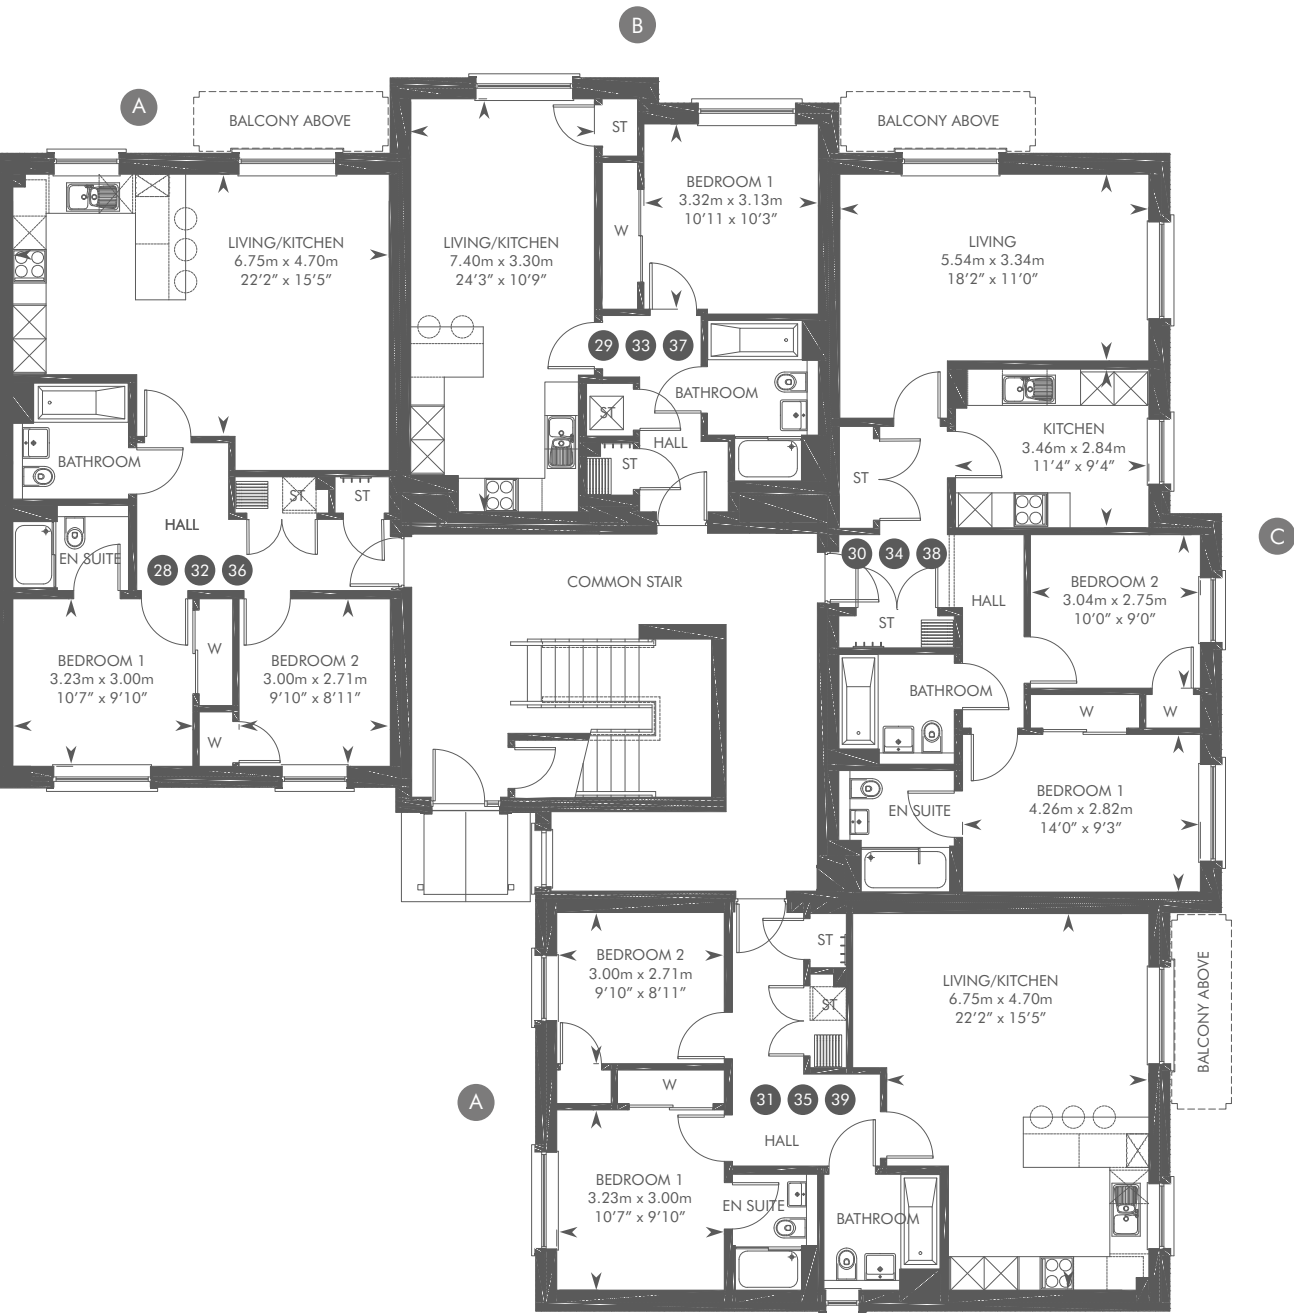 B
A
BALCONY ABOVE
BALCONY ABOVE
LIVING/KITCHEN
6.75m x 4.70m
22’2” x 15’5”
LIVING/KITCHEN
7.40m x 3.30m
24’3” x 10’9”
ST
W
BEDROOM 1
3.32m x 3.13m
10’11 x 10’3”
LIVING
5.54m x 3.34m
18’2” x 11’0”
29 33 37
BATHROOM
ST
HALL
ST
KITCHEN
3.46m x 2.84m
11’4” x 9’4”
ST
BATHROOM
ST
ST
HALL
EN SUITE
28 32 36
COMMON STAIR
30 34 38
C
HALL
ST
BEDROOM 2
3.04m x 2.75m
10’0” x 9’0”
BEDROOM 1
3.23m x 3.00m
10’7” x 9’10”
W
W
BEDROOM 2
3.00m x 2.71m
9’10” x 8’11”
BATHROOM
W
W
EN SUITE
BEDROOM 1
4.26m x 2.82m
14’0” x 9’3”
BEDROOM 2
3.00m x 2.71m
9’10” x 8’11”
ST
ST
LIVING/KITCHEN
6.75m x 4.70m
22’2” x 15’5”
BALCONY ABOVE
A
W
31 35 39
HALL
BEDROOM 1
3.23m x 3.00m
10’7” x 9’10”
EN SUITE
BATHROOM